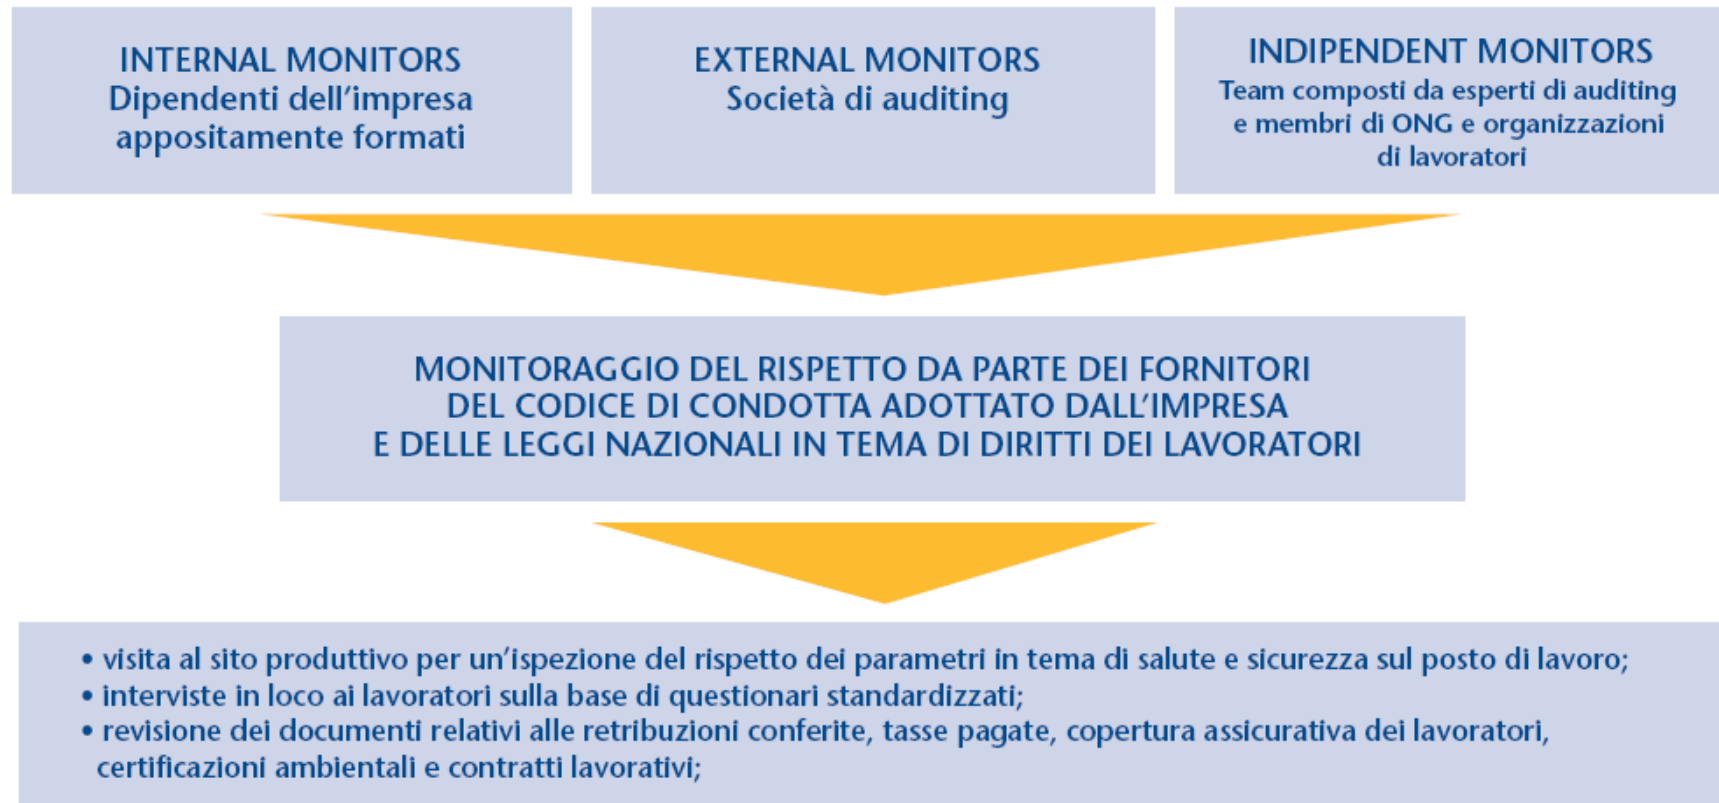 INTERNAL MONITORS
Dipendenti dell’impresa
appositamente formati
EXTERNAL MONITORS
Società di auditing
INDIPENDENT MONITORS
Team composti da esperti di auditing
e membri di ONG e organizzazioni
di lavoratori
MONITORAGGIO DEL RISPETTO DA PARTE DEI FORNITORI
DEL CODICE DI CONDOTTA ADOTTATO DALL’IMPRESA
E DELLE LEGGI NAZIONALI IN TEMA DI DIRITTI DEI LAVORATORI
• visita al sito produttivo per un’ispezione del rispetto dei parametri in tema di salute e sicurezza sul posto di lavoro;
• interviste in loco ai lavoratori sulla base di questionari standardizzati;
• revisione dei documenti relativi alle retribuzioni conferite, tasse pagate, copertura assicurativa dei lavoratori,
certificazioni ambientali e contratti lavorativi;